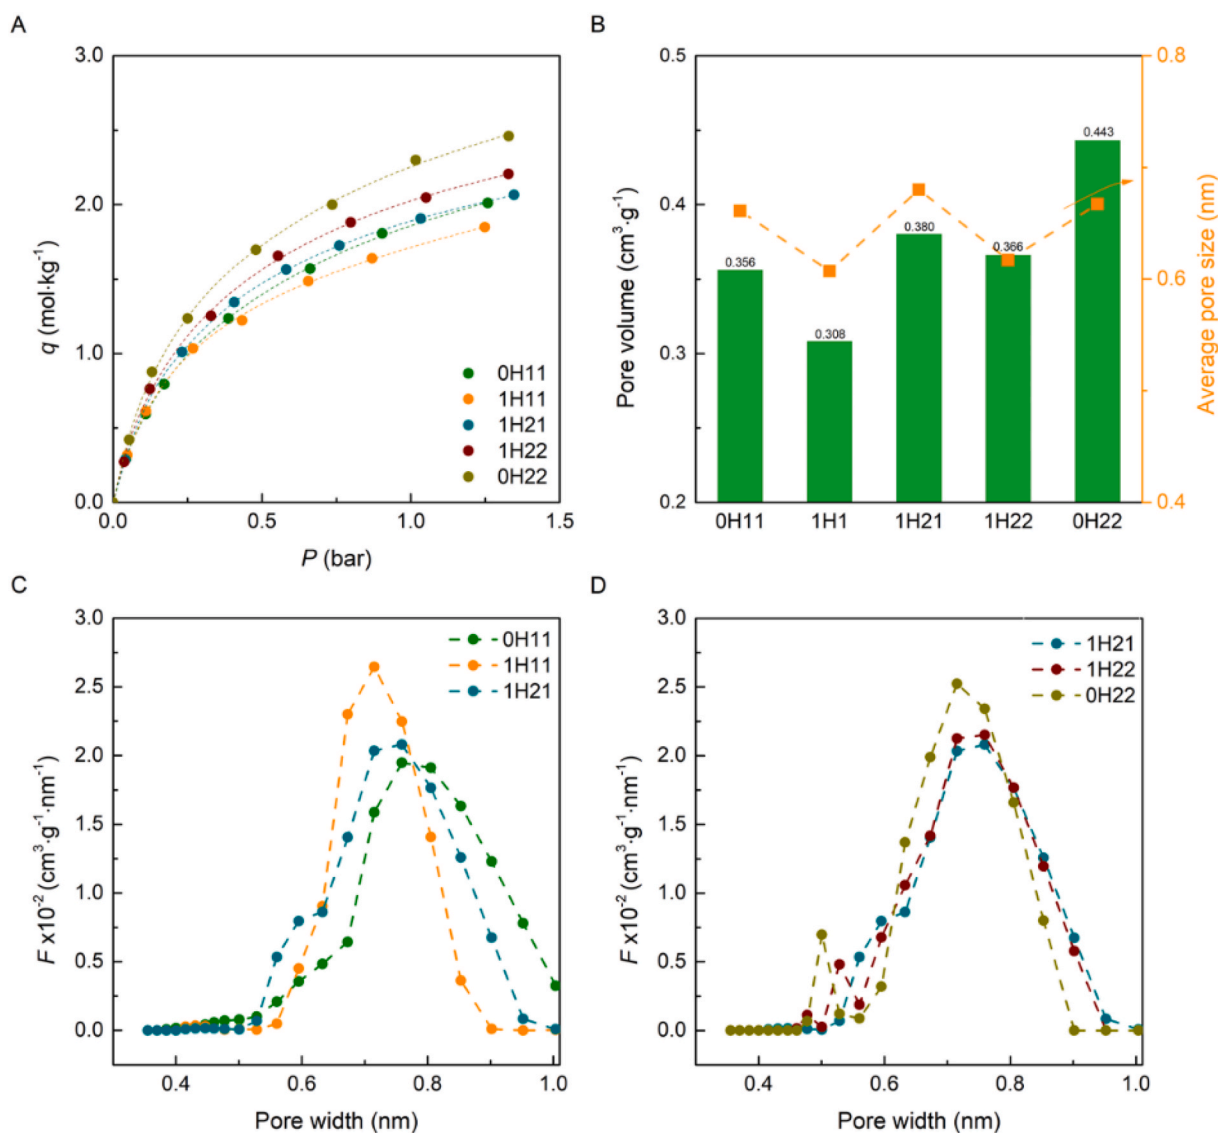 A
3.0
2.0
1.0
0.0
q (mol·kg⁻¹)
0H11
1H11
1H21
1H22
0H22
0.0 0.5 1.0 1.5
P (bar)
B
0.5
0.4
0.3
0.2
Pore volume (cm³·g⁻¹)
0.356
0.308
0.380
0.366
0.443
0.8
0.6
0.4
Average pore size (nm)
0H11 1H1 1H21 1H22 0H22
C
3.0
2.5
2.0
1.5
1.0
0.5
0.0
F x10⁻² (cm³·g⁻¹·nm⁻¹)
0H11
1H11
1H21
0.4 0.6 0.8 1.0
Pore width (nm)
D
3.0
2.5
2.0
1.5
1.0
0.5
0.0
F x10⁻² (cm³·g⁻¹·nm⁻¹)
1H21
1H22
0H22
0.4 0.6 0.8 1.0
Pore width (nm)